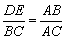 DE/BC = AB/AC